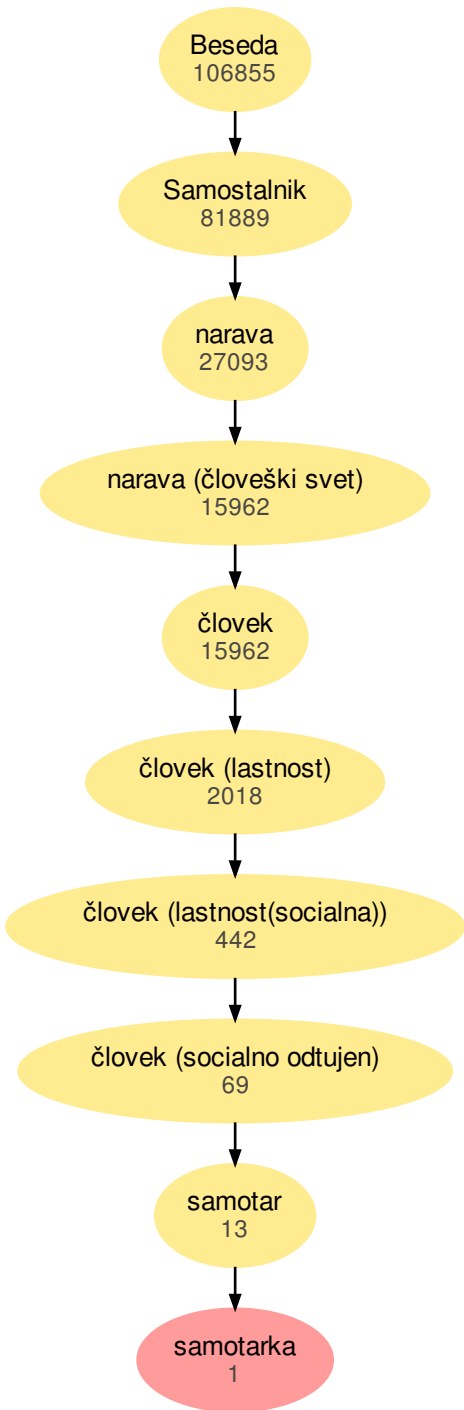 Beseda
106855
Samostalnik
81889
narava
27093
narava (človeški svet)
15962
človek
15962
človek (lastnost)
2018
človek (lastnost(socialna))
442
človek (socialno odtujen)
69
samotar
13
samotarka
1